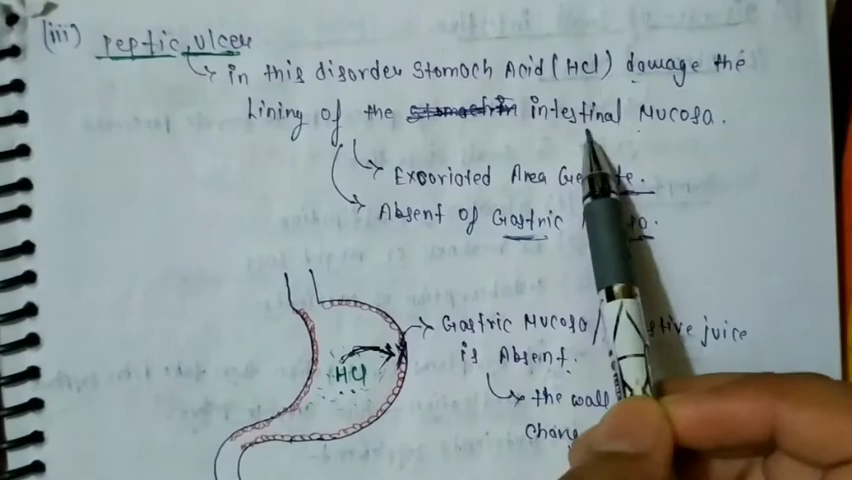 (iii) Peptic, ulcer
in this disorder Stomach Acid (HCl) damage the
Lining of the intestinal Mucosa.
Excoriated Area
Absent of Gastric
Gastric Mucosa / juice
is Absent.
HCl
the wall